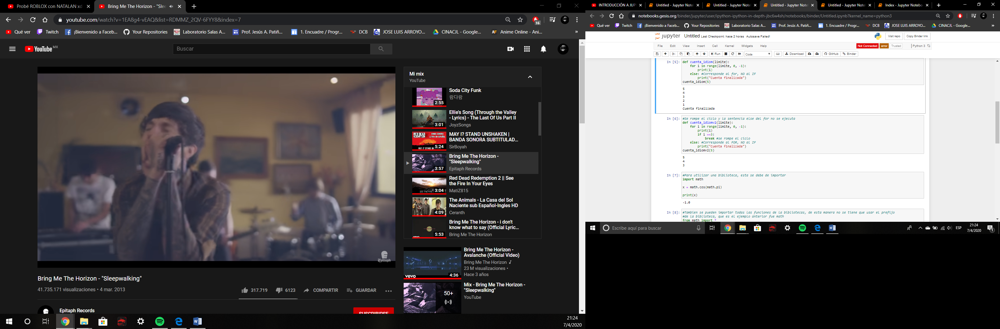 Probé ROBLOX con NATALAN xd
Bring Me The Horizon - "Slee
youtube.com/watch?v=1EA8g4-vEAQ&list=RDMMZ_2QV-6FYY8&index=7
16
Qué ver
Twitch
¡Bienvenido a Faceb...
Your Repositories
Laboratorio Salas A...
Prof. Jesús A. Patiñ...
1. Encuadre / Progr...
DCB
JOSE LUIS ARROYO...
CINACJL - Google...
Anime Online - Ani...
»
YouTube MX
Buscar
Epitaph
Bring Me The Horizon - "Sleepwalking"
41.735.171 visualizaciones • 4 mar. 2013
317.719
6123
COMPARTIR
GUARDAR
Epitaph Records
SUSCRIBIRSE
Mi mix
YouTube
Soda City Funk
람다람
2:55
Ellie's Song (Through the Valley
- Lyrics) - The Last Of Us Part II
JoyzSongs
3:01
MAY I? STAND UNSHAKEN |
BANDA SONORA SUBTITULAD...
SirBoyah
5:24
Bring Me The Horizon -
"Sleepwalking"
Epitaph Records
3:57
Red Dead Redemption 2 || See
the Fire In Your Eyes
MatiZ815
3:04
The Animals - La Casa del Sol
Naciente sub Español-Ingles HD
Ceranth
4:09
Bring Me The Horizon - i don't
know what to say (Official Lyric...
Bring Me The Horizon
5:53
Bring Me The Horizon -
Avalanche (Official Video)
Bring Me The Horizon
23 M visualizaciones •
Hace 3 años
vevo
4:36
Mix - Bring Me The Horizon -
"Sleepwalking"
YouTube
50+
21:24
7/4/2020
INTRODUCCIÓN A JUP
Untitled - Jupyter Note
Untitled - Jupyter Note
Untitled - Jupyter Note
Untitled - Jupyter Note
Index - Jupyter Notebo
notebooks.gesis.org/binder/jupyter/user/ipython-ipython-in-depth-jbc6w4sh/notebooks/binder/Untitled.ipynb?kernel_name=python3
Qué ver
Twitch
¡Bienvenido a Faceb...
Your Repositories
Laboratorio Salas A...
Prof. Jesús A. Patiñ...
1. Encuadre / Progr...
DCB
JOSE LUIS ARROYO...
CINACJL - Google...
»
jupyter Untitled Last Checkpoint: hace 2 horas Autosave Failed!
Visit repo
Copy Binder link
File Edit View Insert Cell Kernel Widgets Help
Not Connected error Trusted Python 3
Run Code Download GitHub Binder
In [5]: def cuenta_idiom(limite):
for i in range(limite, 0, -1):
print(i)
else: #Corresponde al for, NO al IF
print("Cuenta finalizada")
cuenta_idiom(5)
5
4
3
2
1
Cuenta finalizada
In [6]: #Se rompe el ciclo y la sentencia else del for no se ejecuta
def cuenta_idiomv2(limite):
for i in range(limite, 0, -1):
print(i)
if i ==3:
break #se rompe el ciclo
else: #Corresponde al FOR, NO al IF
print("Cuenta finalizada")
cuenta_idiomv2(5)
5
4
3
In [7]: #Para utilizar una biblioteca, esta se debe de importar
import math
x = math.cos(math.pi)
print(x)
-1.0
In [8]: #Tambien se pueden importar todas las funciones de la bibliotecas, de esta manera no se tiene que usar el prefijo
#de la biblioteca, que es el ejemplo anterior fue math
from math import *
Escribe aquí para buscar
ESP
21:24
7/4/2020
1